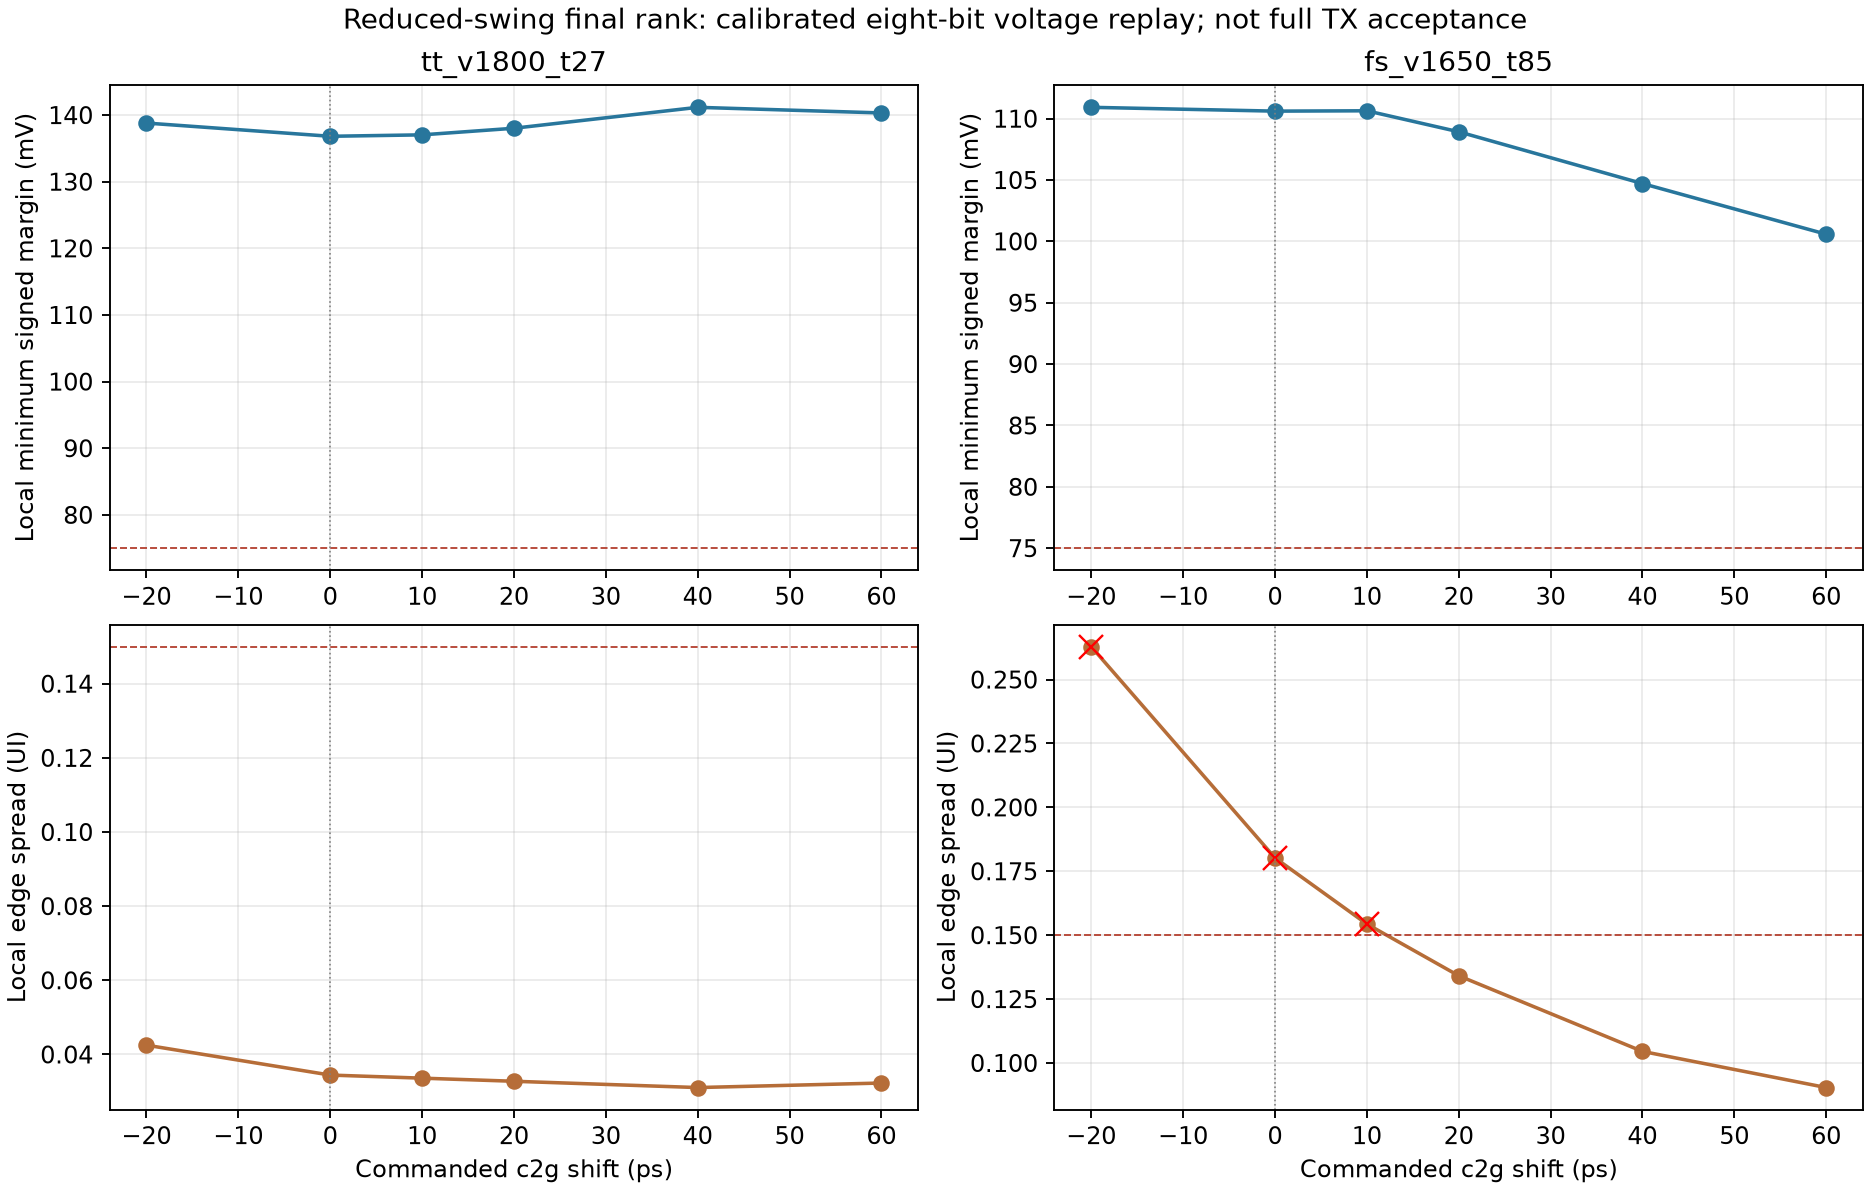 Reduced-swing final rank: calibrated eight-bit voltage replay; not full TX acceptance
tt_v1800_t27
Local minimum signed margin (mV)
140
130
120
110
100
90
80
−20 −10 0 10 20 30 40 50 60
fs_v1650_t85
Local minimum signed margin (mV)
110
105
100
95
90
85
80
75
−20 −10 0 10 20 30 40 50 60
Local edge spread (UI)
0.14
0.12
0.10
0.08
0.06
0.04
−20 −10 0 10 20 30 40 50 60
Commanded c2g shift (ps)
Local edge spread (UI)
0.250
0.225
0.200
0.175
0.150
0.125
0.100
−20 −10 0 10 20 30 40 50 60
Commanded c2g shift (ps)